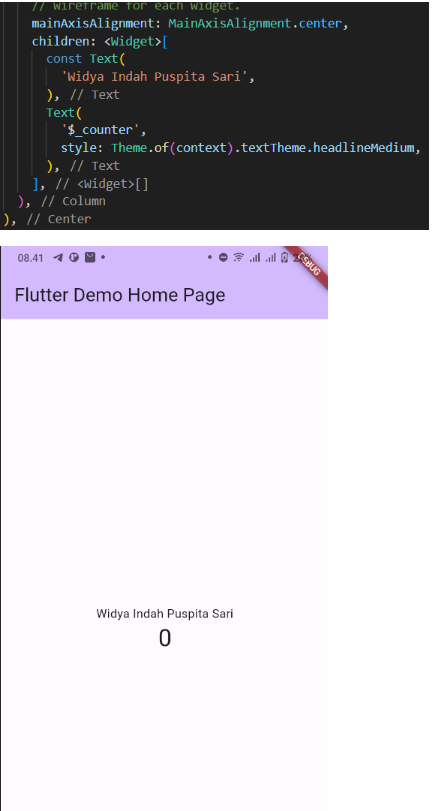 // wireframe for each widget.
mainAxisAlignment: MainAxisAlignment.center,
children: <Widget>[
const Text(
'Widya Indah Puspita Sari',
), // Text
Text(
'$_counter',
style: Theme.of(context).textTheme.headlineMedium,
), // Text
], // <Widget>[]
), // Column
), // Center
08.41
DEBUG
Flutter Demo Home Page
Widya Indah Puspita Sari
0